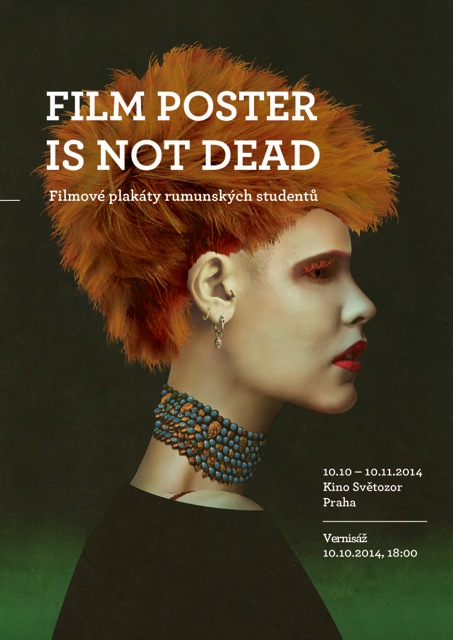 FILM POSTER
IS NOT DEAD
Filmové plakáty rumunských studentů
10.10 – 10.11.2014
Kino Světozor
Praha
Vernisáž
10.10.2014, 18:00